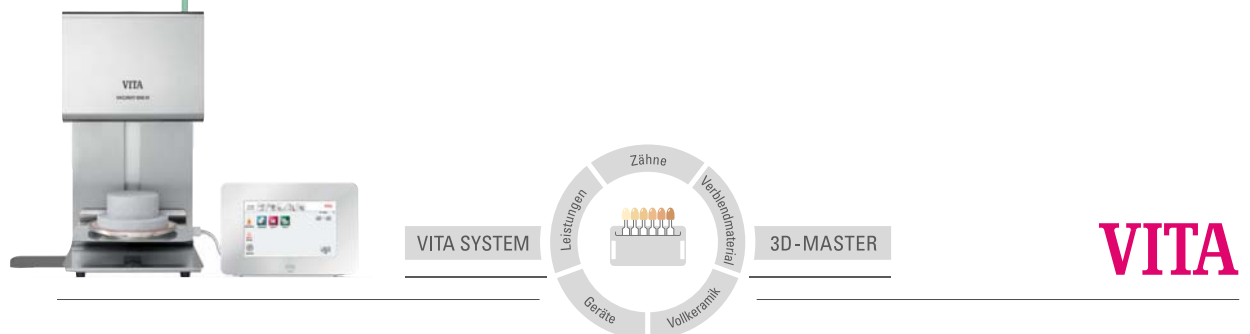 VITA
VITA SYSTEM
Zähne
Verblendmaterial
Vollkeramik
Geräte
Leistungen
3D-MASTER
VITA